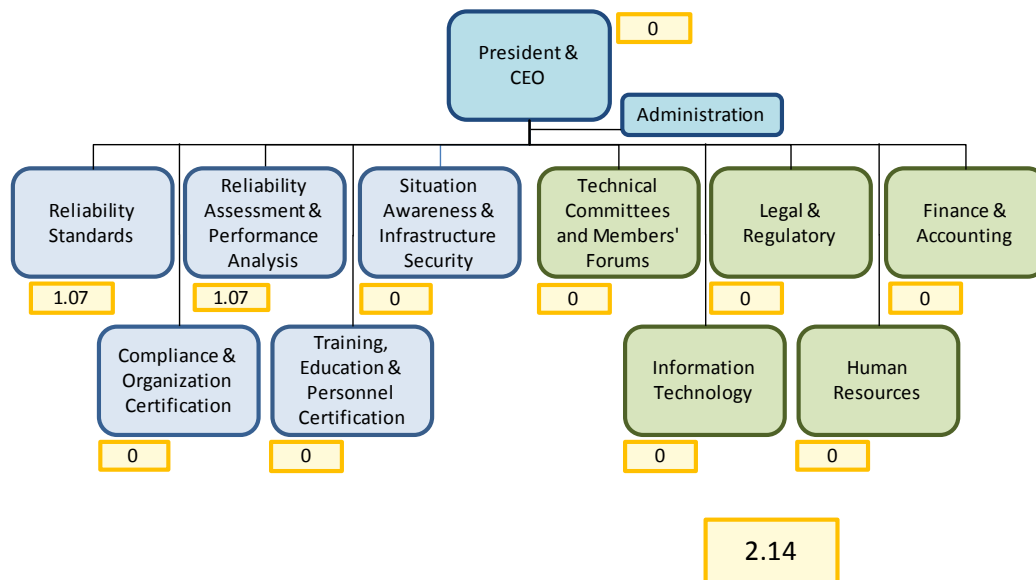 0
President &
CEO
Administration
Reliability
Standards
Reliability
Assessment &
Performance
Analysis
Situation
Awareness &
Infrastructure
Security
Technical
Committees
and Members'
Forums
Legal &
Regulatory
Finance &
Accounting
1.07
1.07
0
0
0
0
Compliance &
Organization
Certification
Training,
Education &
Personnel
Certification
Information
Technology
Human
Resources
0
0
0
0
2.14